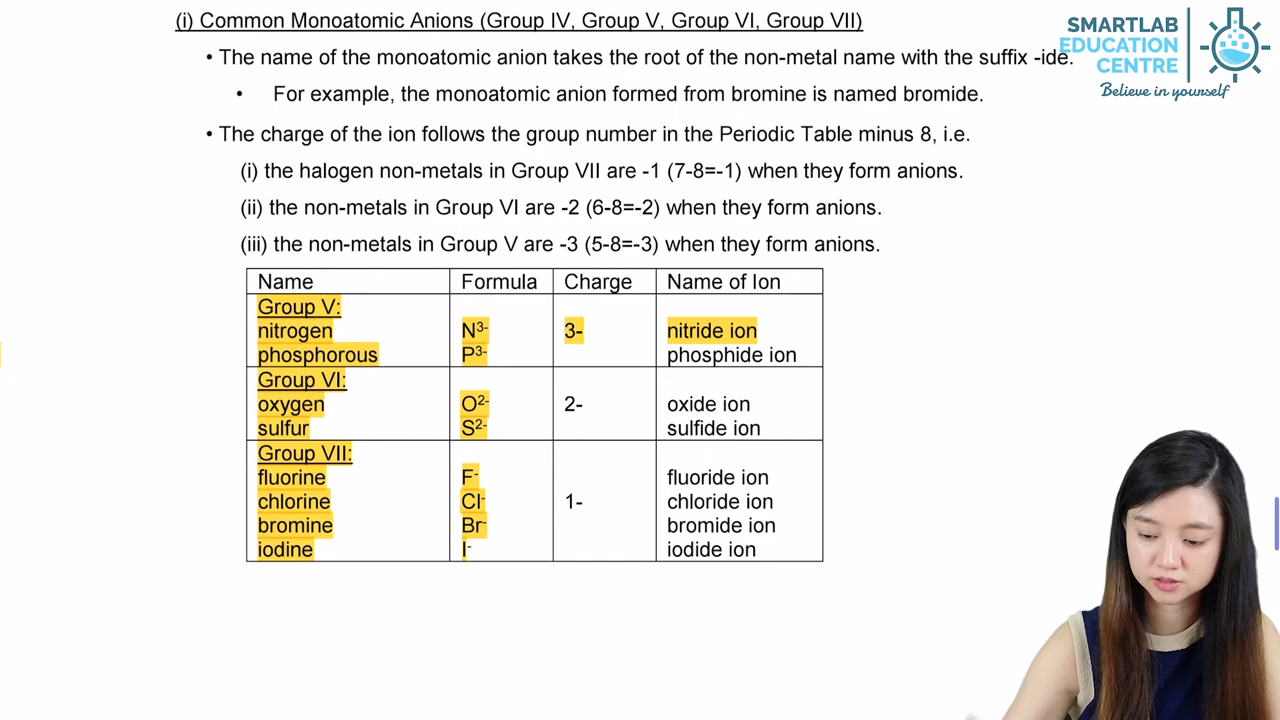 (i) Common Monoatomic Anions (Group IV, Group V, Group VI, Group VII)
SMARTLAB
EDUCATION
CENTRE
Believe in yourself
• The name of the monoatomic anion takes the root of the non-metal name with the suffix -ide.
• For example, the monoatomic anion formed from bromine is named bromide.
• The charge of the ion follows the group number in the Periodic Table minus 8, i.e.
(i) the halogen non-metals in Group VII are -1 (7-8=-1) when they form anions.
(ii) the non-metals in Group VI are -2 (6-8=-2) when they form anions.
(iii) the non-metals in Group V are -3 (5-8=-3) when they form anions.
Name Formula Charge Name of Ion
Group V:
nitrogen N³⁻ 3- nitride ion
phosphorous P³⁻ phosphide ion
Group VI:
oxygen O²⁻ 2- oxide ion
sulfur S²⁻ sulfide ion
Group VII:
fluorine F⁻ fluoride ion
chlorine Cl⁻ 1- chloride ion
bromine Br⁻ bromide ion
iodine I⁻ iodide ion